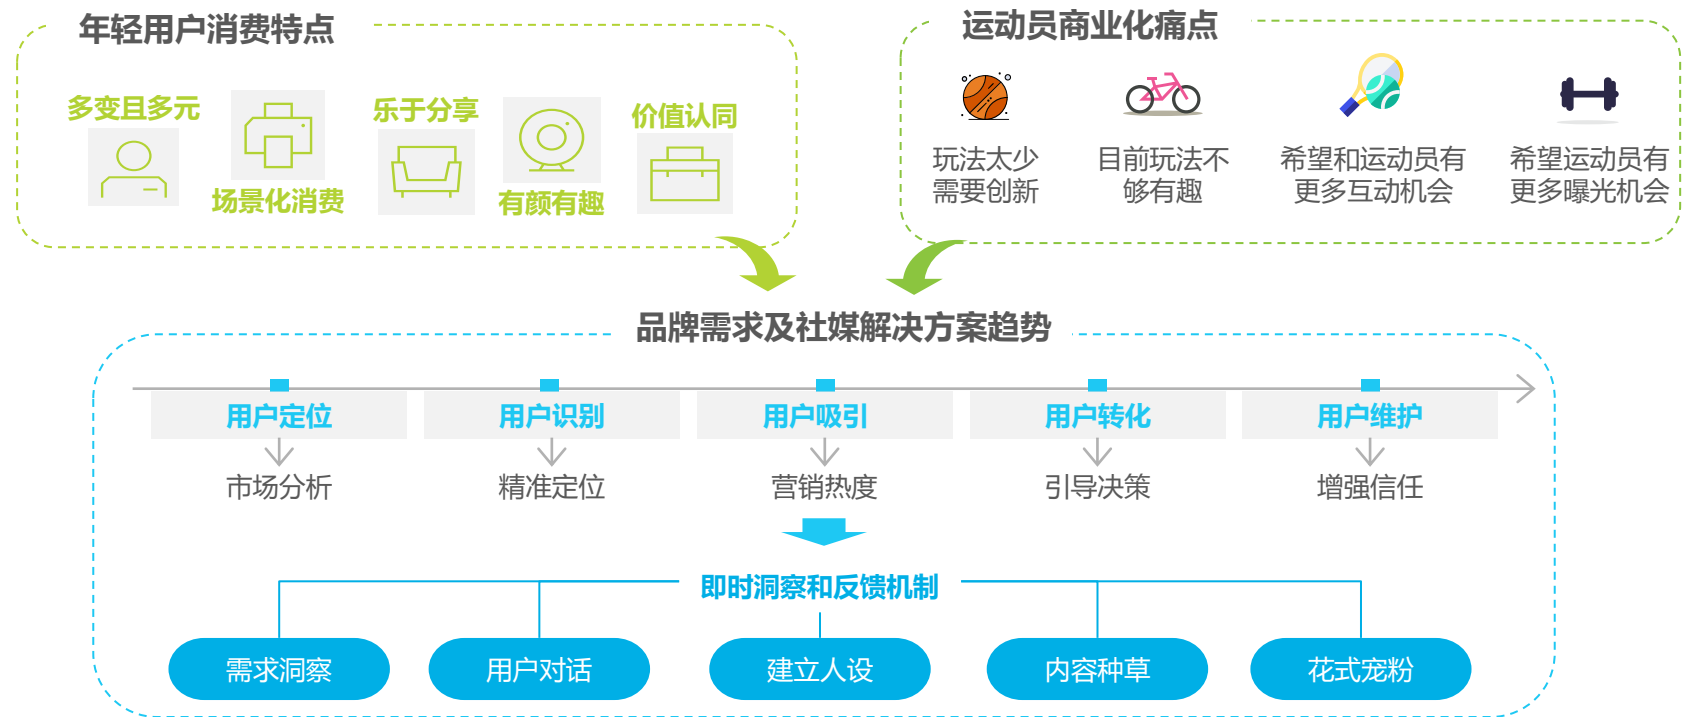 年轻用户消费特点
多变且多元
场景化消费
乐于分享
有颜有趣
价值认同
运动员商业化痛点
玩法太少
需要创新
目前玩法不
够有趣
希望和运动员有
更多互动机会
希望运动员有
更多曝光机会
品牌需求及社媒解决方案趋势
用户定位
用户识别
用户吸引
用户转化
用户维护
市场分析
精准定位
营销热度
引导决策
增强信任
即时洞察和反馈机制
需求洞察
用户对话
建立人设
内容种草
花式宠粉